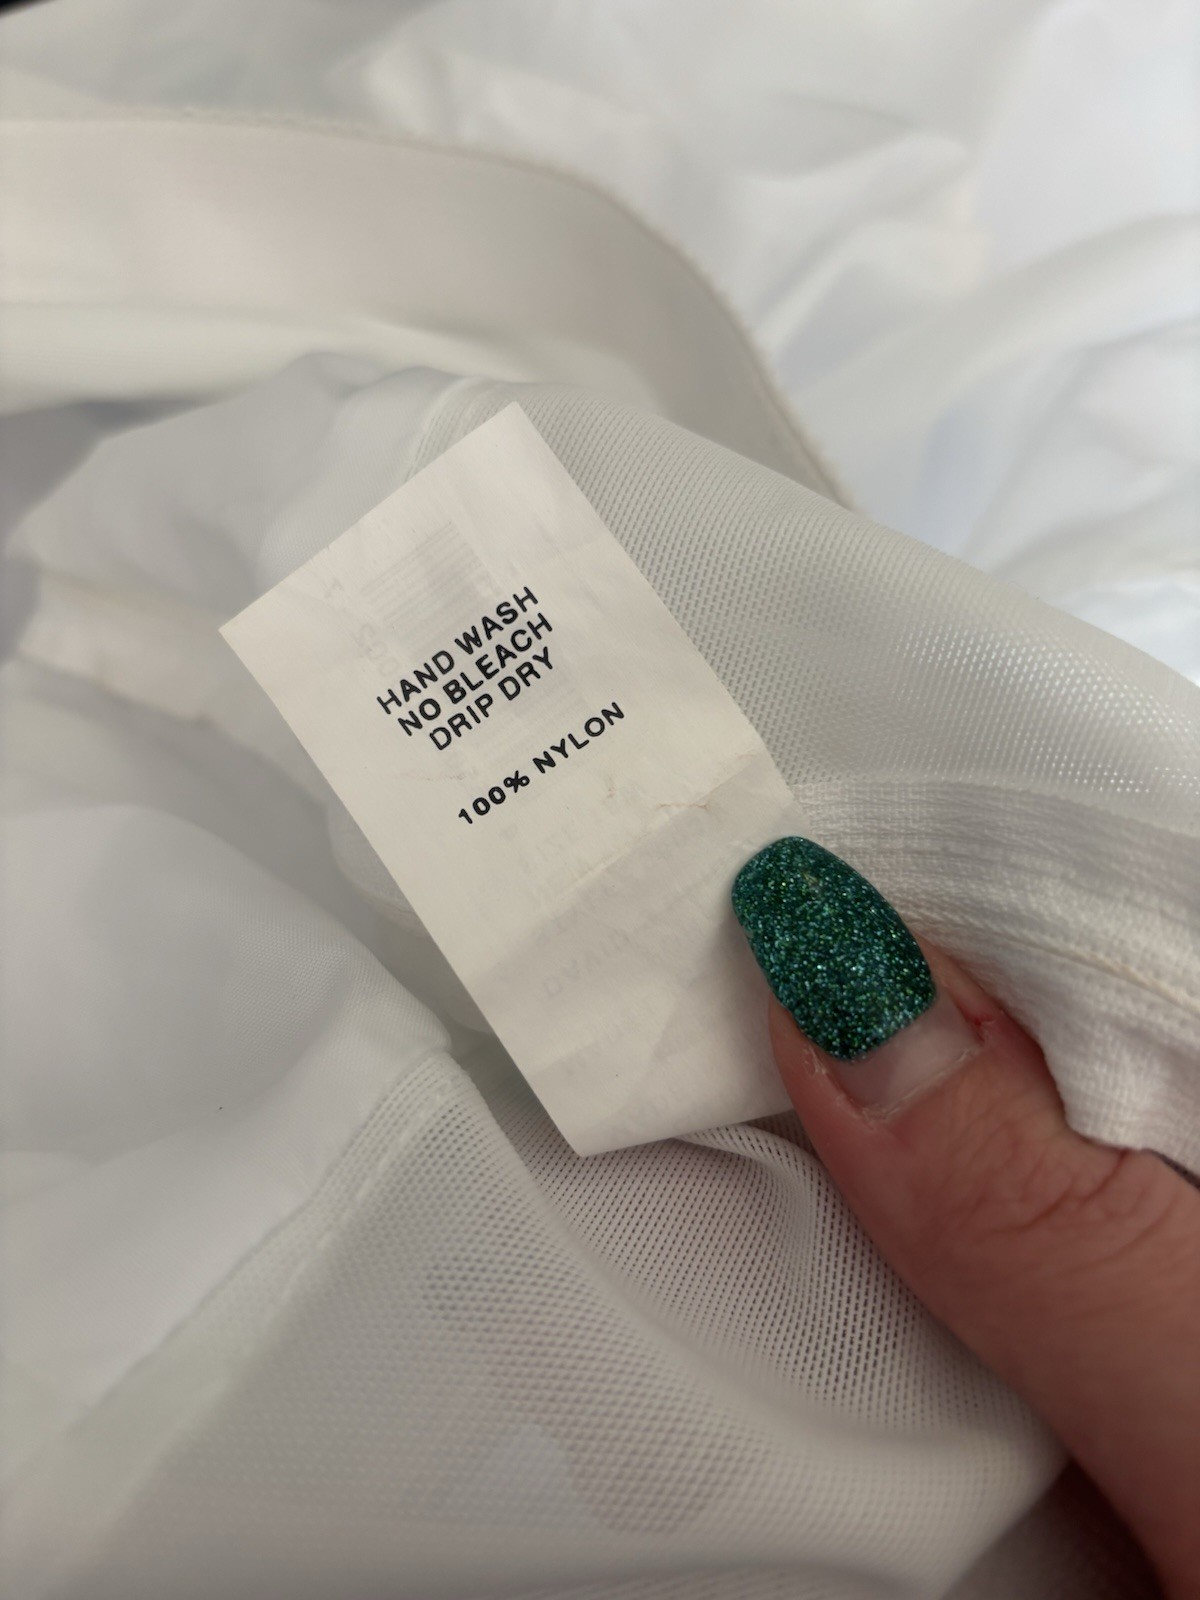 HAND WASH
NO BLEACH
DRIP DRY
100% NYLON